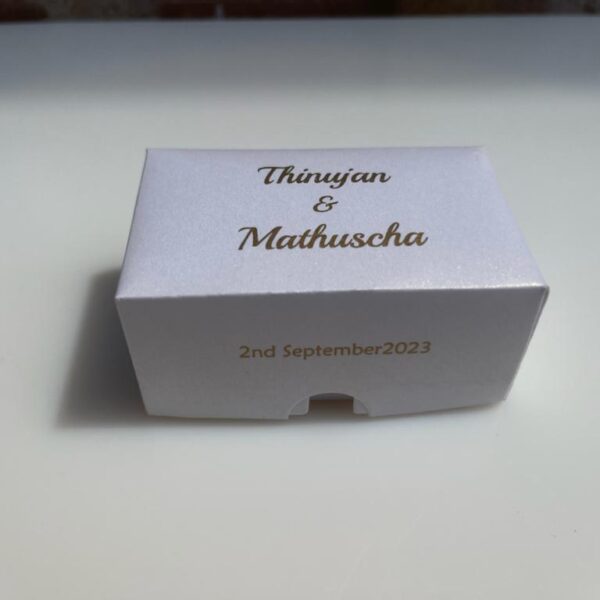 Thinujan
&
Mathuscha
2nd September2023